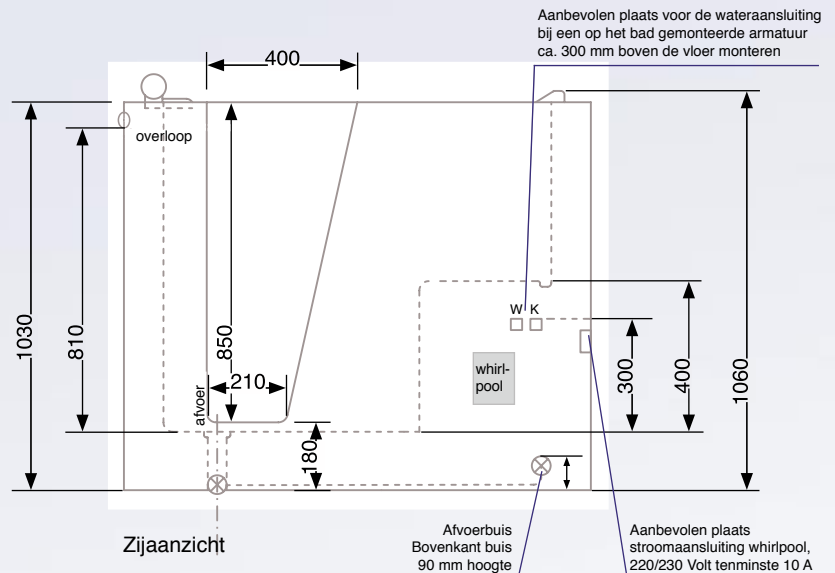 Aanbevolen plaats voor de wateraansluiting
bij een op het bad gemonteerde armatuur
ca. 300 mm boven de vloer monteren
400
overloop
1030
810
850
210
afvoer
180
W K
whirl-
pool
300
400
1060
Zijaanzicht
Afvoerbuis
Bovenkant buis
90 mm hoogte
Aanbevolen plaats
stroomaansluiting whirlpool,
220/230 Volt tenminste 10 A